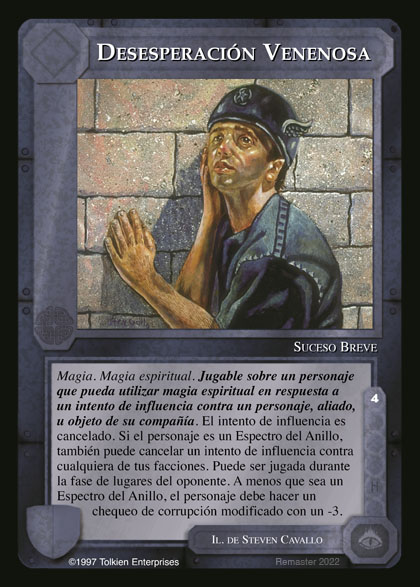 Desesperación Venenosa
Suceso Breve
Magia. Magia espiritual. Jugable sobre un personaje
que pueda utilizar magia espiritual en respuesta a
un intento de influencia contra un personaje, aliado,
u objeto de su compañía. El intento de influencia es
cancelado. Si el personaje es un Espectro del Anillo,
también puede cancelar un intento de influencia contra
cualquiera de tus facciones. Puede ser jugada durante
la fase de lugares del oponente. A menos que sea un
Espectro del Anillo, el personaje debe hacer un
chequeo de corrupción modificado con un -3.
4
H
Il. de Steven Cavallo
©1997 Tolkien Enterprises
Remaster 2022